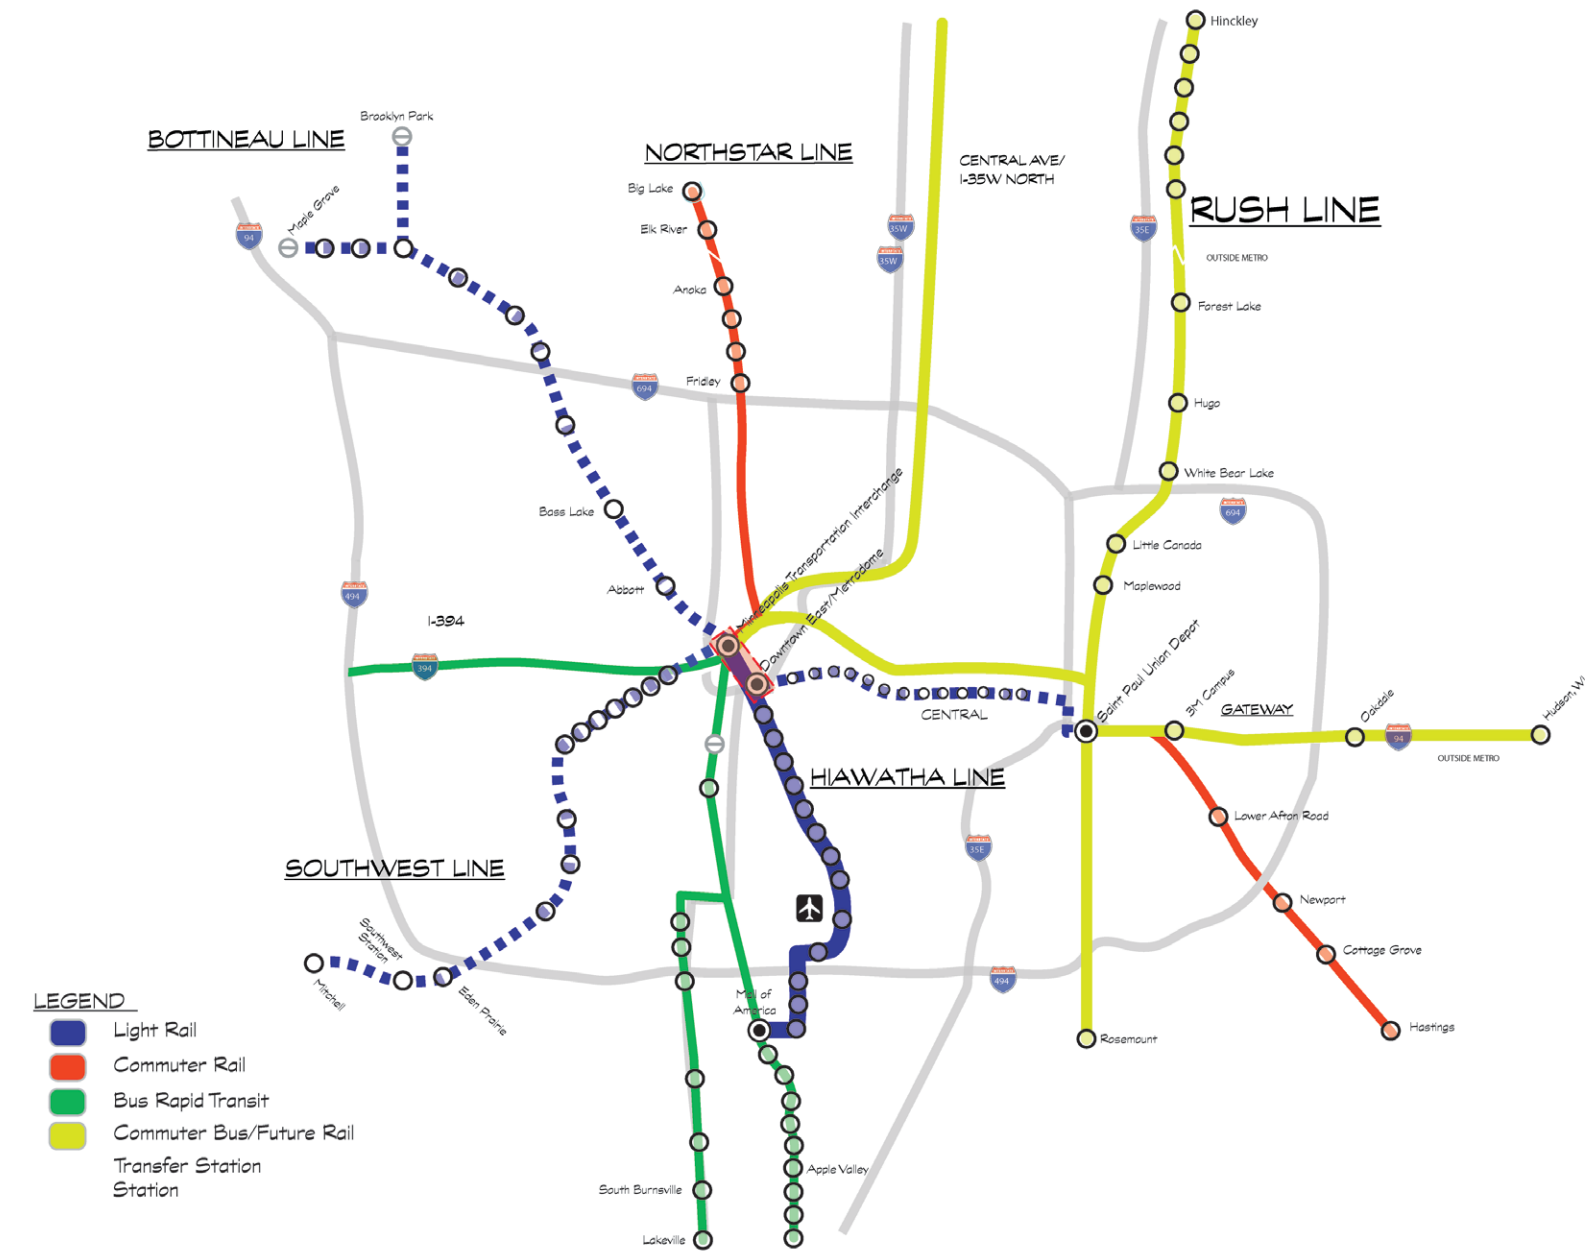 Hinckley
Brooklyn Park
BOTTINEAU LINE
NORTHSTAR LINE
CENTRAL AVE/
I-35W NORTH
Big Lake
Maple Grove
RUSH LINE
Elk River
94
35W
35E
35W
OUTSIDE METRO
Anoka
Forest Lake
Fridley
694
Hugo
White Bear Lake
Bass Lake
694
Minneapolis Transportation Interchange
Little Canada
Abbott
Maplewood
494
Downtown East/Metrodome
I-394
394
Saint Paul Union Depot
3M Campus
GATEWAY
Oakdale
Hudson, WI
CENTRAL
94
OUTSIDE METRO
HIAWATHA LINE
Lower Afton Road
35E
SOUTHWEST LINE
Newport
Southwest
Station
Cottage Grove
Mitchell
Eden Prairie
494
Mall of
America
LEGEND
Light Rail
Hastings
Rosemount
Commuter Rail
Bus Rapid Transit
Commuter Bus/Future Rail
Transfer Station
Station
Apple Valley
South Burnsville
Lakeville